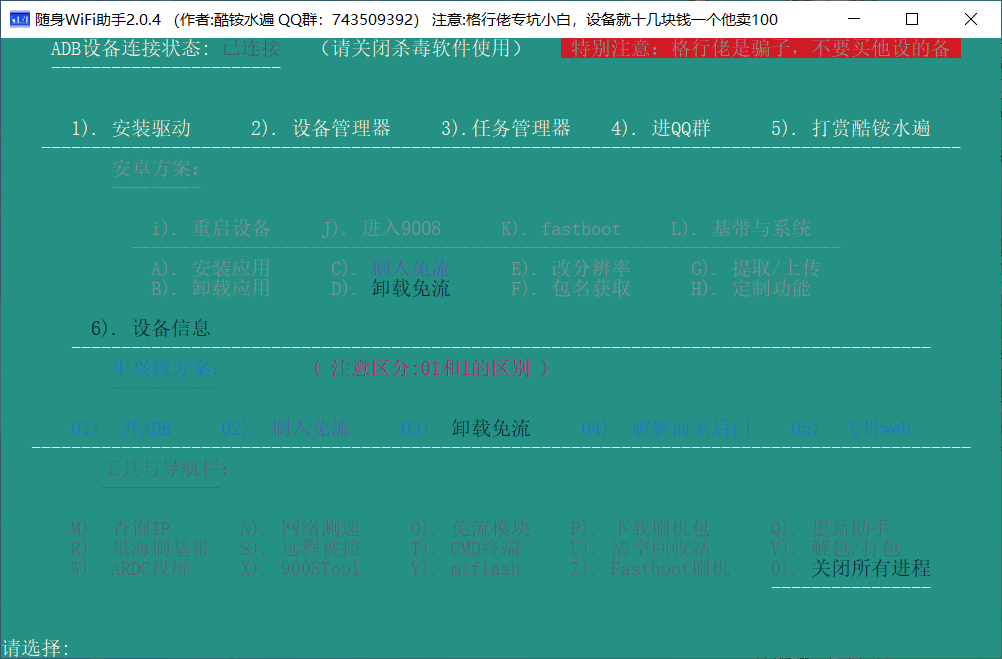 随身WiFi助手2.0.4 （作者:酷铵水遍 QQ群：743509392） 注意:格行佬专坑小白，设备就十几块钱一个他卖100
ADB设备连接状态: 已连接 （请关闭杀毒软件使用） 特别注意：格行佬是骗子，不要买他设的备
1). 安装驱动 2). 设备管理器 3).任务管理器 4). 进QQ群 5). 打赏酷铵水遍
安卓方案:
i). 重启设备 J). 进入9008 K). fastboot L). 基带与系统
A). 安装应用 C). 刷入免流 E). 改分辨率 G). 提取/上传
B). 卸载应用 D). 卸载免流 F). 包名获取 H). 定制功能
6). 设备信息
中兴微方案: ( 注意区分:01和1的区别 )
01). 开ADB 02). 刷入免流 03). 卸载免流 04). 破解商家后门 05). 飞哥web
工具与导航栏:
M). 查询IP N). 网络测速 O). 免流模块 P). 下载刷机包 Q). 更新助手
R). 星海刷基带 S). 远程被控 T). CMD终端 U). 清空回收站 V). 解包/打包
W). ARDC投屏 X). 9008Tool Y). miflash Z). Fastboot刷机 0). 关闭所有进程
请选择: